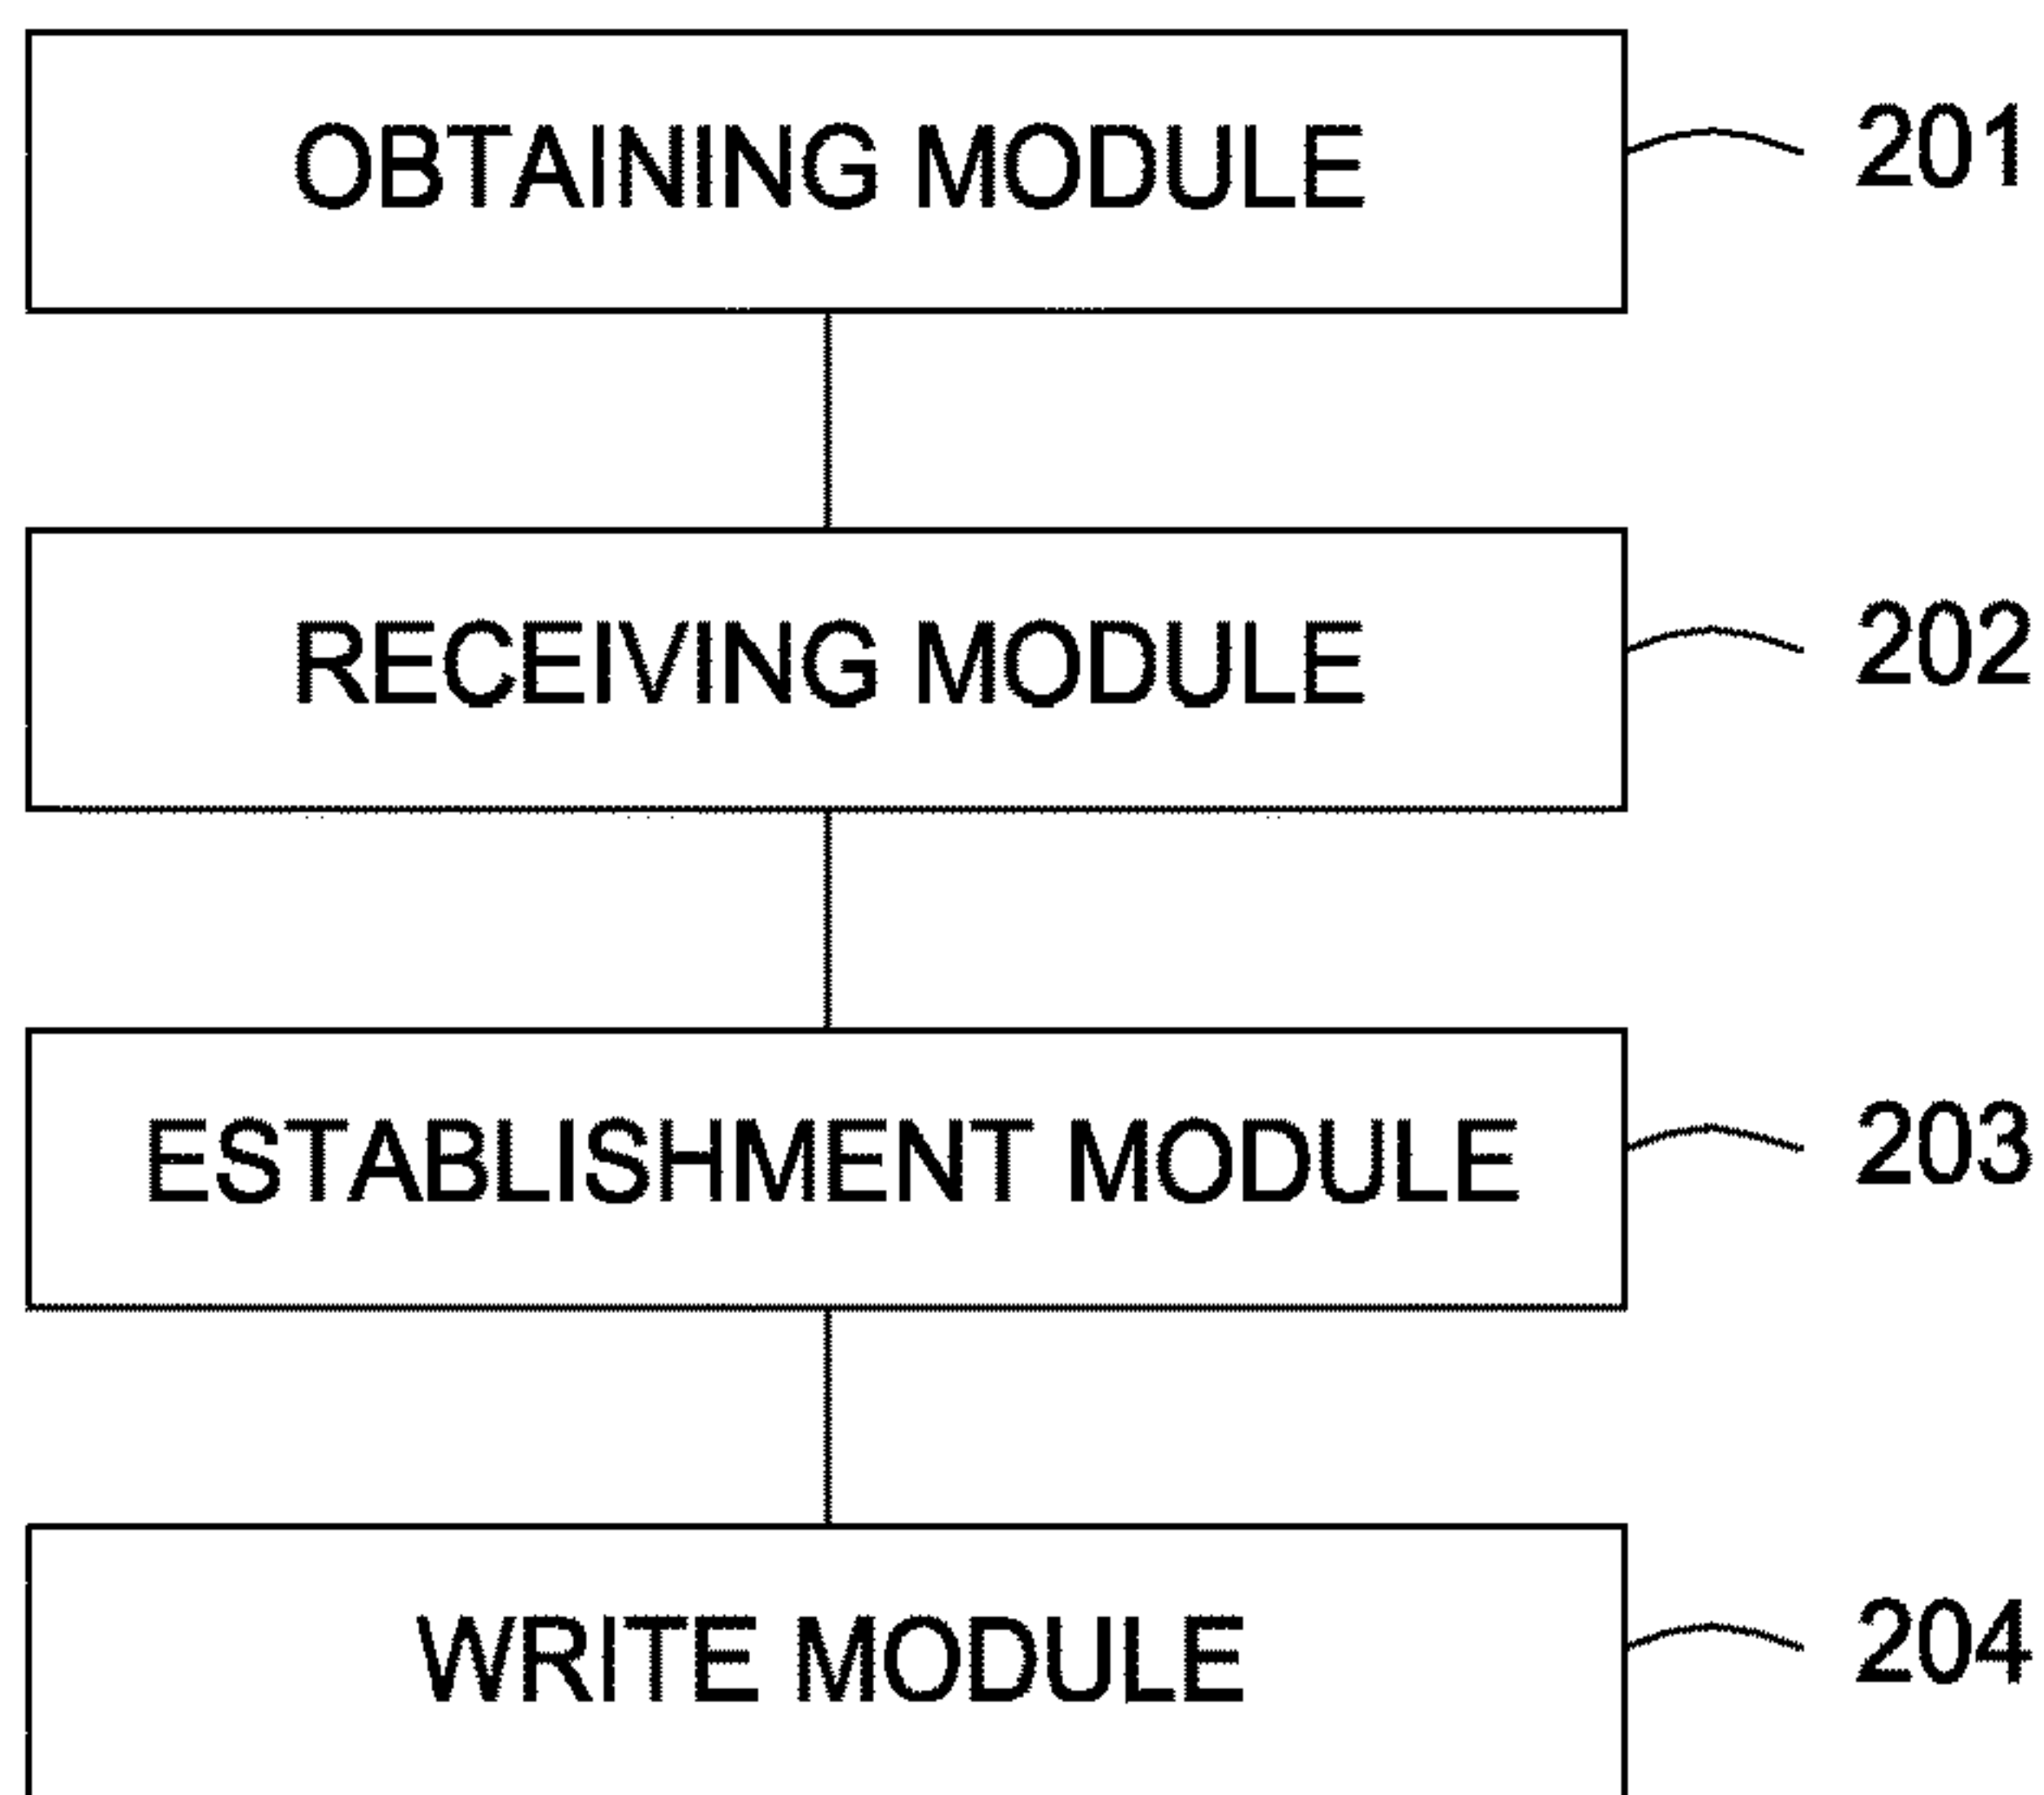 OBTAINING MODULE 201
RECEIVING MODULE 202
ESTABLISHMENT MODULE 203
WRITE MODULE 204